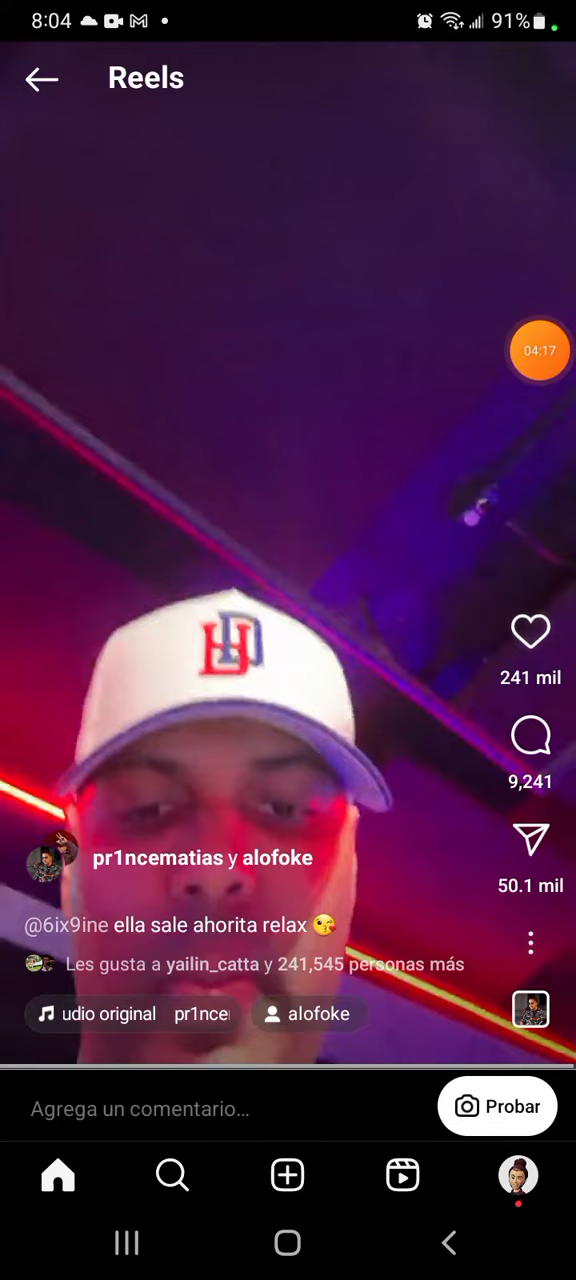 8:04
91%
Reels
04:17
241 mil
9,241
pr1ncematias y alofoke
50.1 mil
@6ix9ine ella sale ahorita relax 😘
Les gusta a yailin_catta y 241,545 personas más
udio original pr1nce
alofoke
Agrega un comentario...
Probar